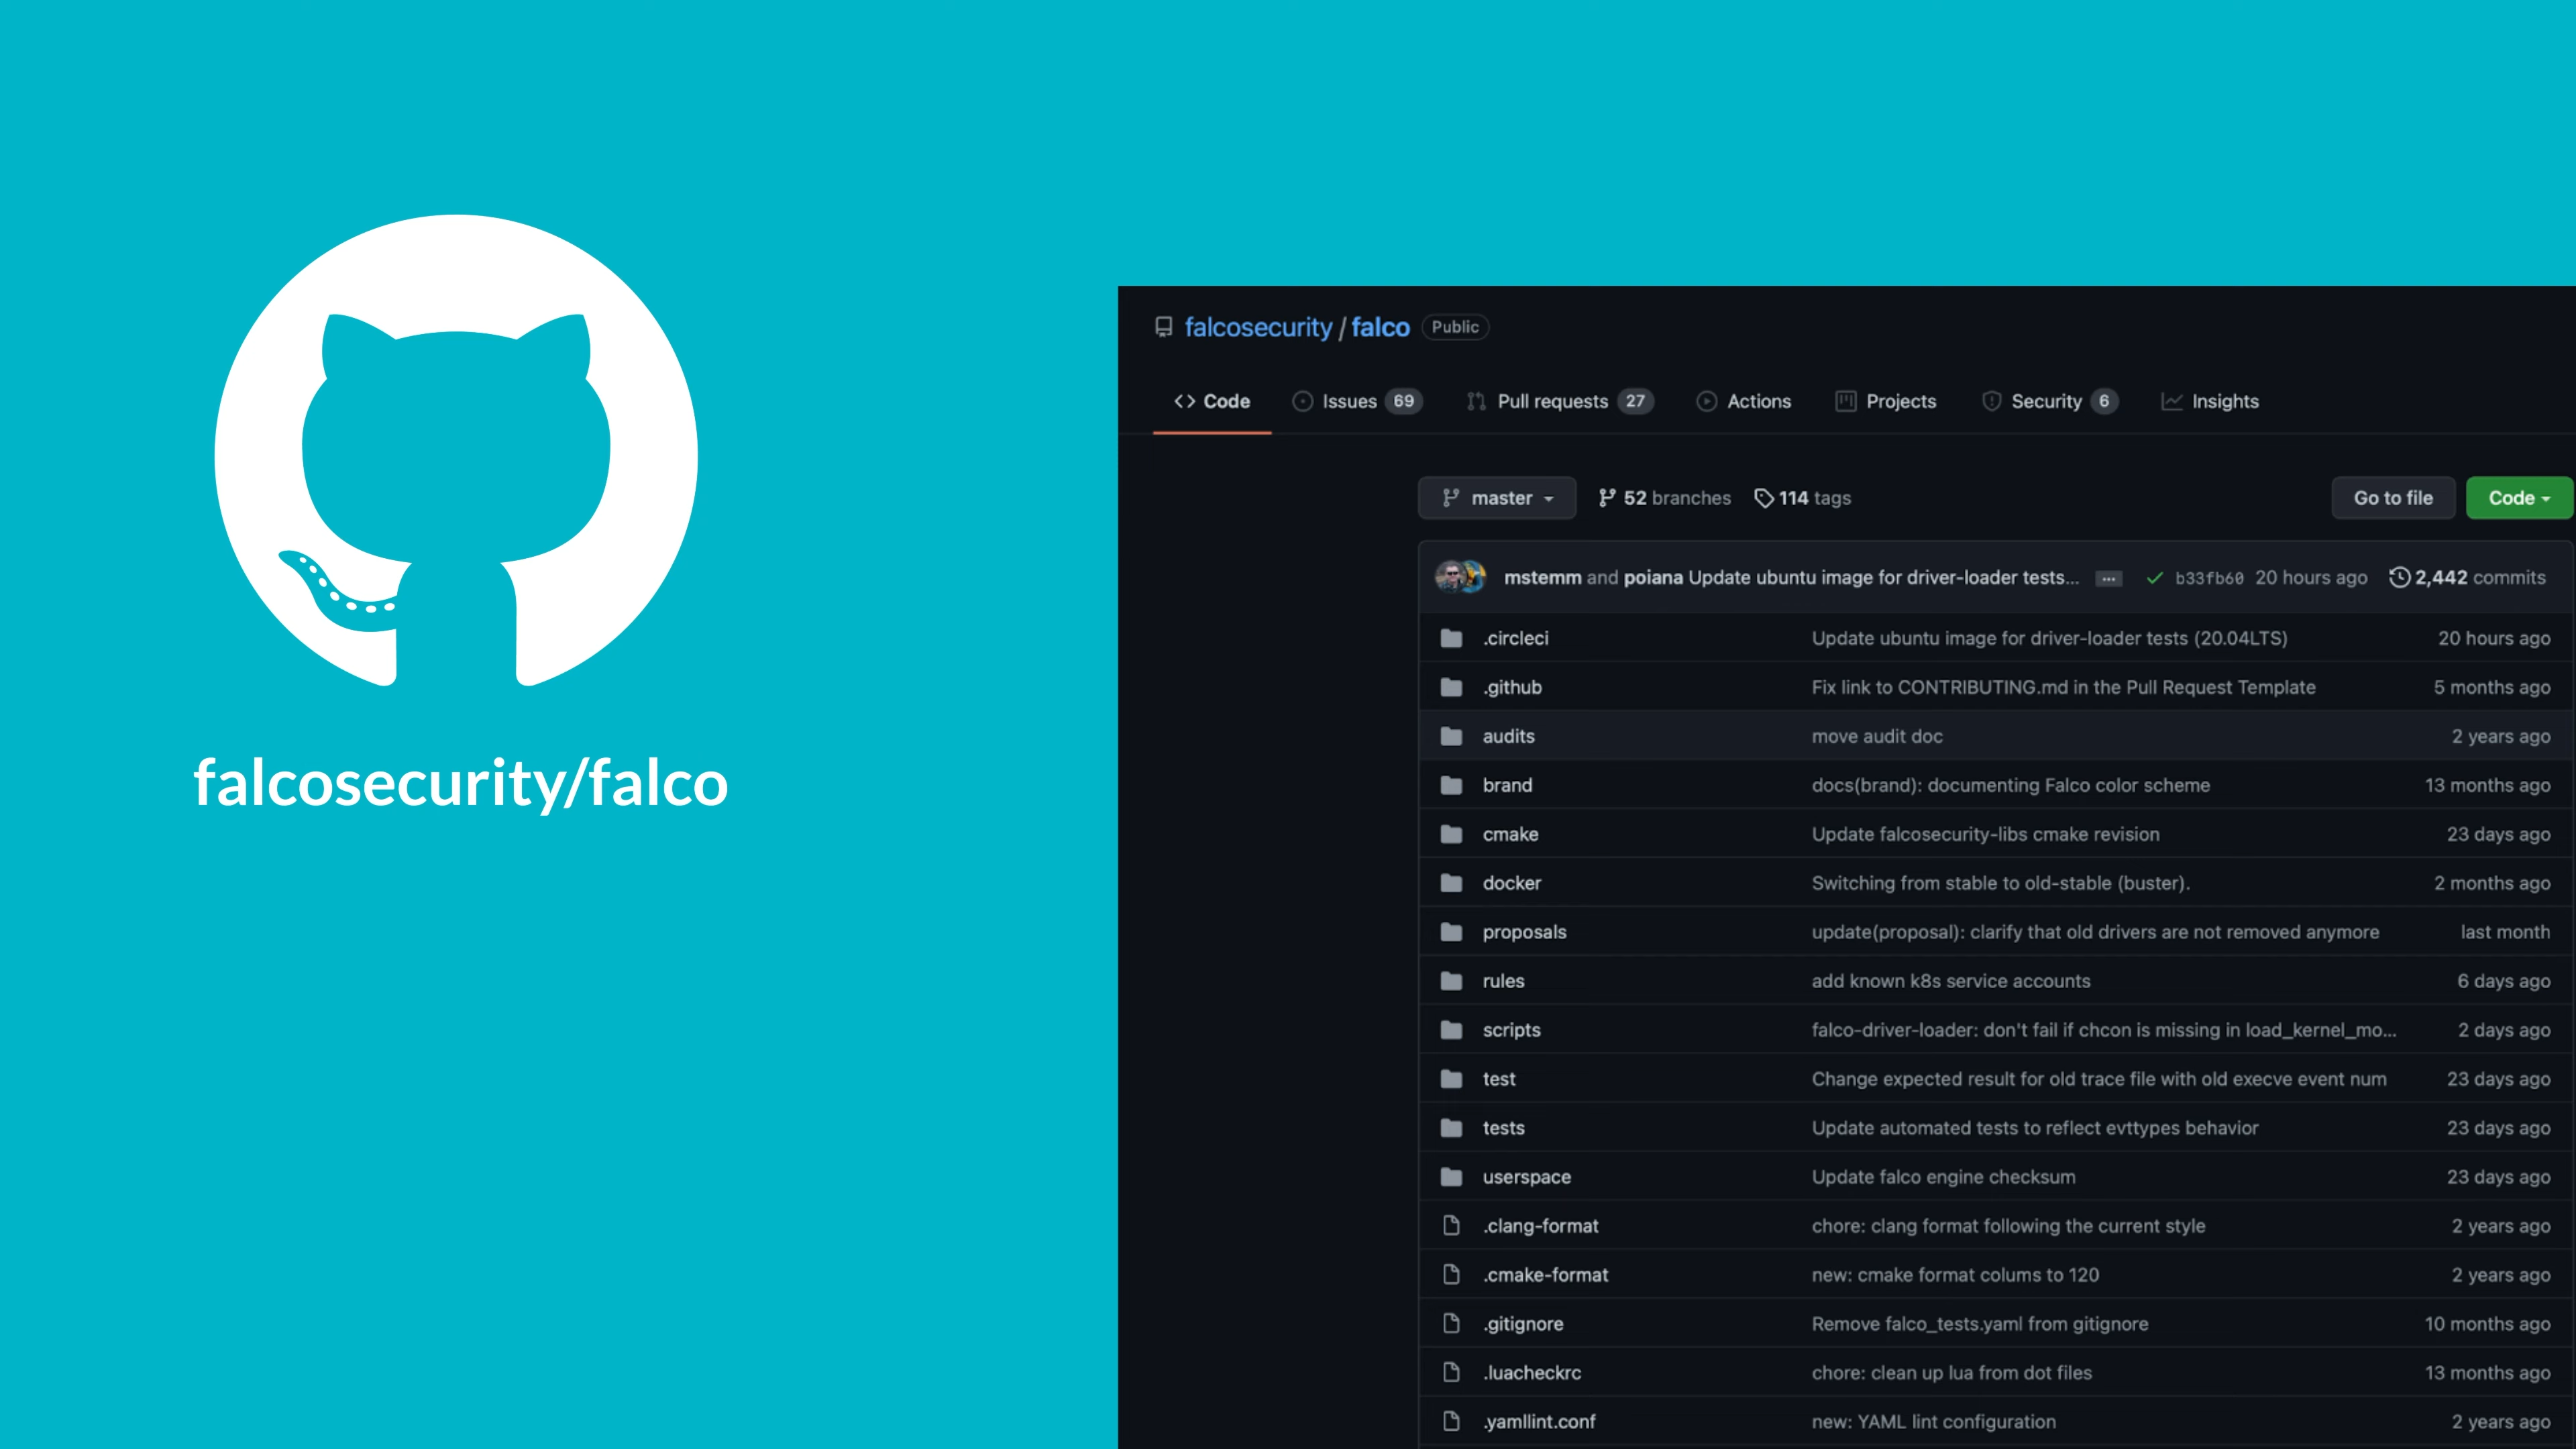 falcosecurity/falco
falcosecurity / falco Public
Code Issues 69 Pull requests 27 Actions Projects Security 6 Insights
master 52 branches 114 tags Go to file Code
mstemm and poiana Update ubuntu image for driver-loader tests... ... b33fb60 20 hours ago 2,442 commits
.circleci Update ubuntu image for driver-loader tests (20.04LTS) 20 hours ago
.github Fix link to CONTRIBUTING.md in the Pull Request Template 5 months ago
audits move audit doc 2 years ago
brand docs(brand): documenting Falco color scheme 13 months ago
cmake Update falcosecurity-libs cmake revision 23 days ago
docker Switching from stable to old-stable (buster). 2 months ago
proposals update(proposal): clarify that old drivers are not removed anymore last month
rules add known k8s service accounts 6 days ago
scripts falco-driver-loader: don't fail if chcon is missing in load_kernel_mo... 2 days ago
test Change expected result for old trace file with old execve event num 23 days ago
tests Update automated tests to reflect evttypes behavior 23 days ago
userspace Update falco engine checksum 23 days ago
.clang-format chore: clang format following the current style 2 years ago
.cmake-format new: cmake format colums to 120 2 years ago
.gitignore Remove falco_tests.yaml from gitignore 10 months ago
.luacheckrc chore: clean up lua from dot files 13 months ago
.yamllint.conf new: YAML lint configuration 2 years ago